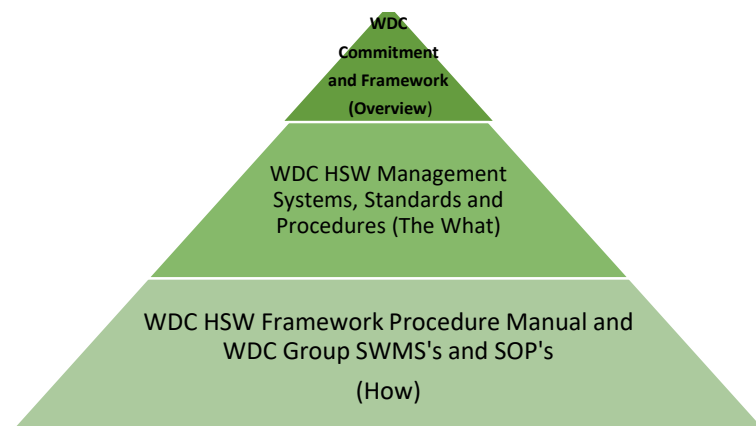 WDC
Commitment
and Framework
(Overview)
WDC HSW Management
Systems, Standards and
Procedures (The What)
WDC HSW Framework Procedure Manual and
WDC Group SWMS's and SOP's
(How)